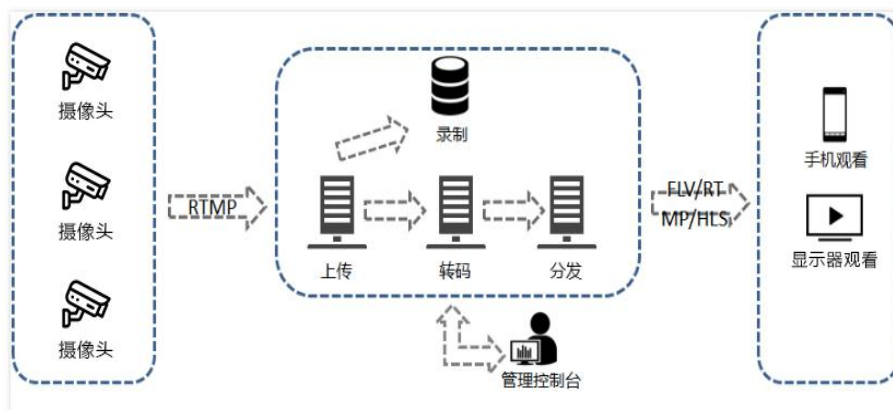 摄像头
摄像头
摄像头
RTMP
录制
上传
转码
分发
管理控制台
FLV/RT
MP/HLS
手机观看
显示器观看